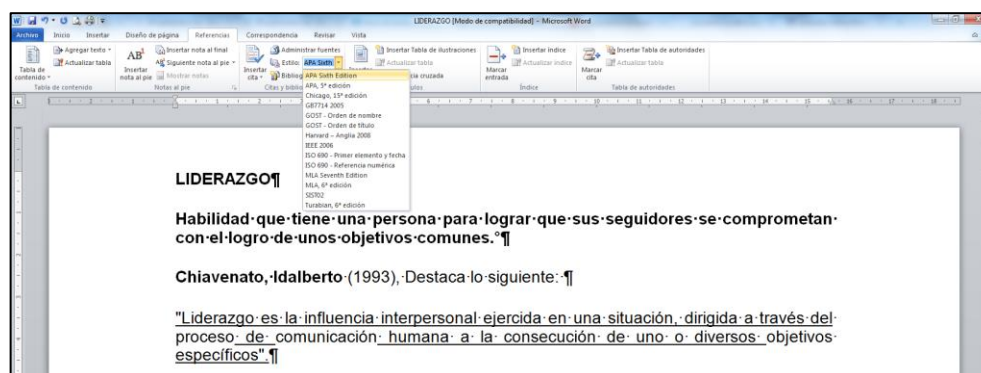 LIDERAZGO [Modo de compatibilidad] - Microsoft Word
Archivo Inicio Insertar Diseño de página Referencias Correspondencia Revisar Vista
Tabla de contenido
Agregar texto
Actualizar tabla
Tabla de contenido
AB¹
Insertar nota al pie
Insertar nota al final
Siguiente nota al pie
Mostrar notas
Notas al pie
Insertar cita
Administrar fuentes
Estilo: APA Sixth
Bibliog
Citas y biblio
Insertar Tabla de ilustraciones
Actualizar tabla
cia cruzada
Marcar entrada
Insertar índice
Actualizar índice
Índice
Marcar cita
Insertar Tabla de autoridades
Actualizar tabla
Tabla de autoridades
APA Sixth Edition
APA, 5ª edición
Chicago, 15ª edición
GB7714 2005
GOST - Orden de nombre
GOST - Orden de título
Harvard – Anglia 2008
IEEE 2006
ISO 690 - Primer elemento y fecha
ISO 690 - Referencia numérica
MLA Seventh Edition
MLA, 6ª edición
SIST02
Turabian, 6ª edición
LIDERAZGO¶
Habilidad·que·tiene·una·persona·para·lograr·que·sus·seguidores·se·comprometan·
con·el·logro·de·unos·objetivos·comunes.°¶
Chiavenato,·Idalberto·(1993),·Destaca·lo·siguiente:·¶
"Liderazgo·es·la·influencia·interpersonal·ejercida·en·una·situación,·dirigida·a·través·del·
proceso·de·comunicación·humana·a·la·consecución·de·uno·o·diversos·objetivos·
específicos".¶